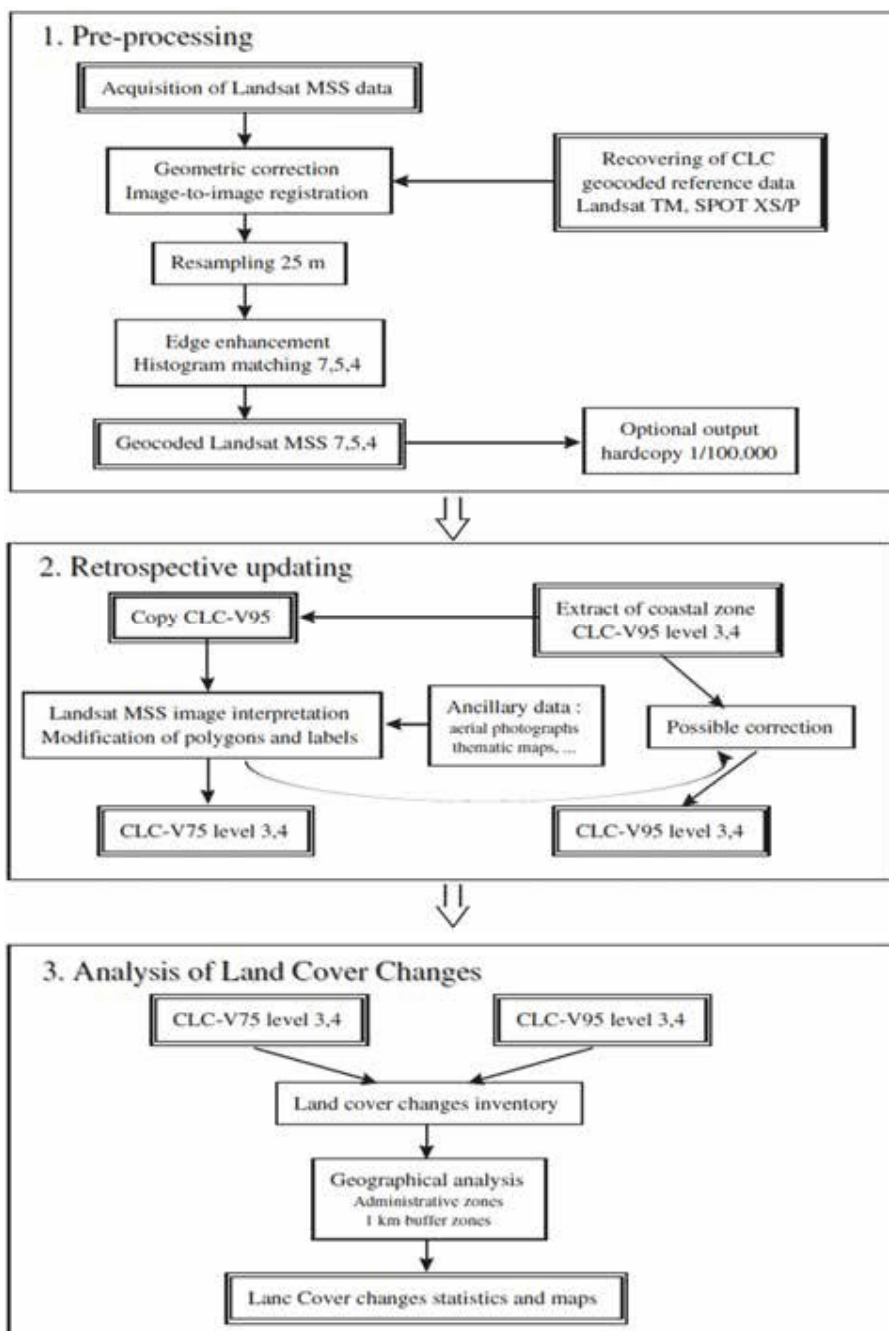 1. Pre-processing
Acquisition of Landsat MSS data
Geometric correction
Image-to-image registration
Recovering of CLC
geocoded reference data
Landsat TM, SPOT XS/P
Resampling 25 m
Edge enhancement
Histogram matching 7,5,4
Geocoded Landsat MSS 7,5,4
Optional output
hardcopy 1/100,000
2. Retrospective updating
Copy CLC-V95
Extract of coastal zone
CLC-V95 level 3,4
Landsat MSS image interpretation
Modification of polygons and labels
Ancillary data :
aerial photographs
thematic maps, ...
Possible correction
CLC-V75 level 3,4
CLC-V95 level 3,4
3. Analysis of Land Cover Changes
CLC-V75 level 3,4
CLC-V95 level 3,4
Land cover changes inventory
Geographical analysis
Administrative zones
1 km buffer zones
Lanc Cover changes statistics and maps